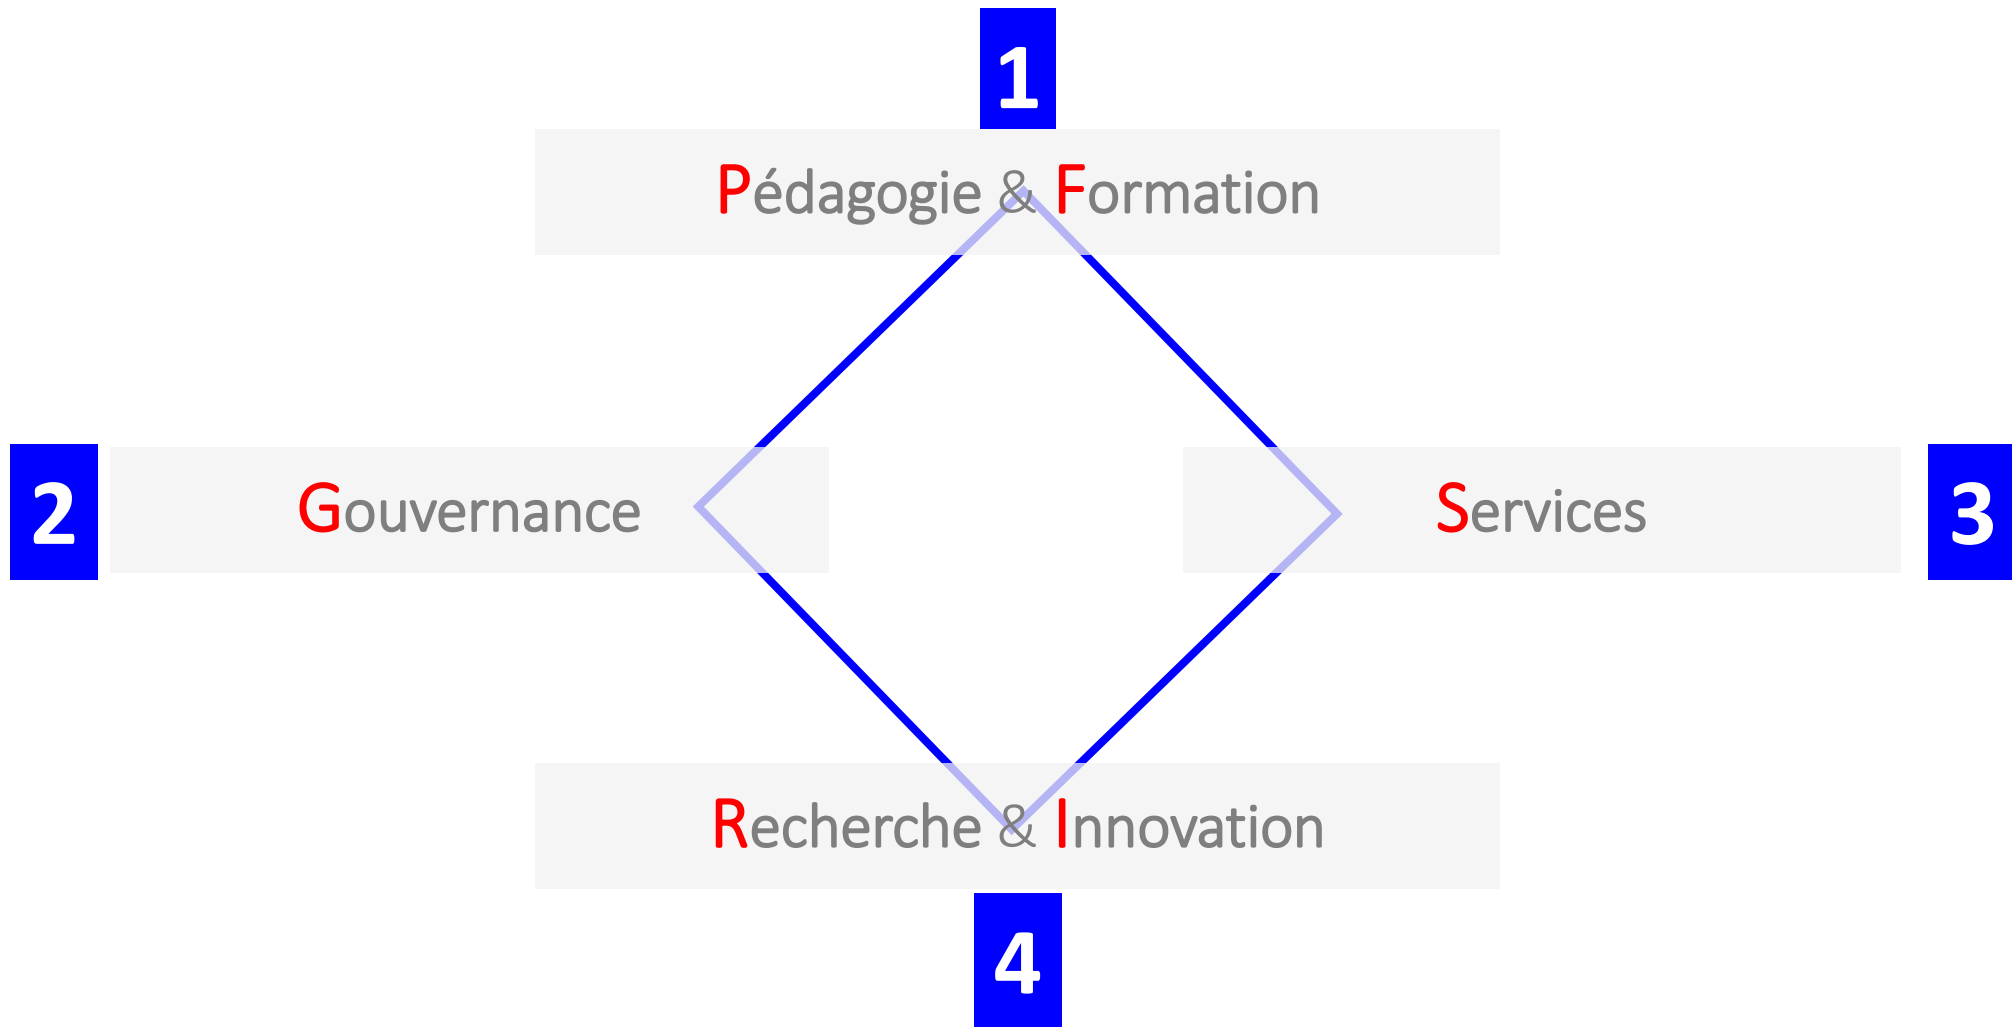 1
Pédagogie & Formation
2
Gouvernance
Services
3
Recherche & Innovation
4